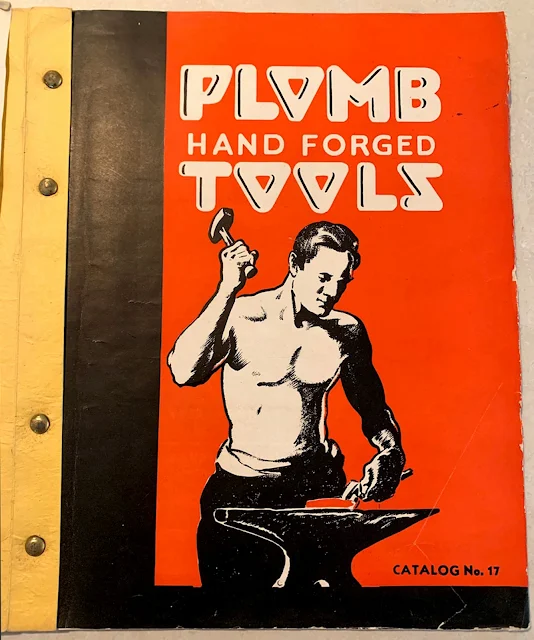 PLOMB
HAND FORGED
TOOLS
CATALOG No. 17